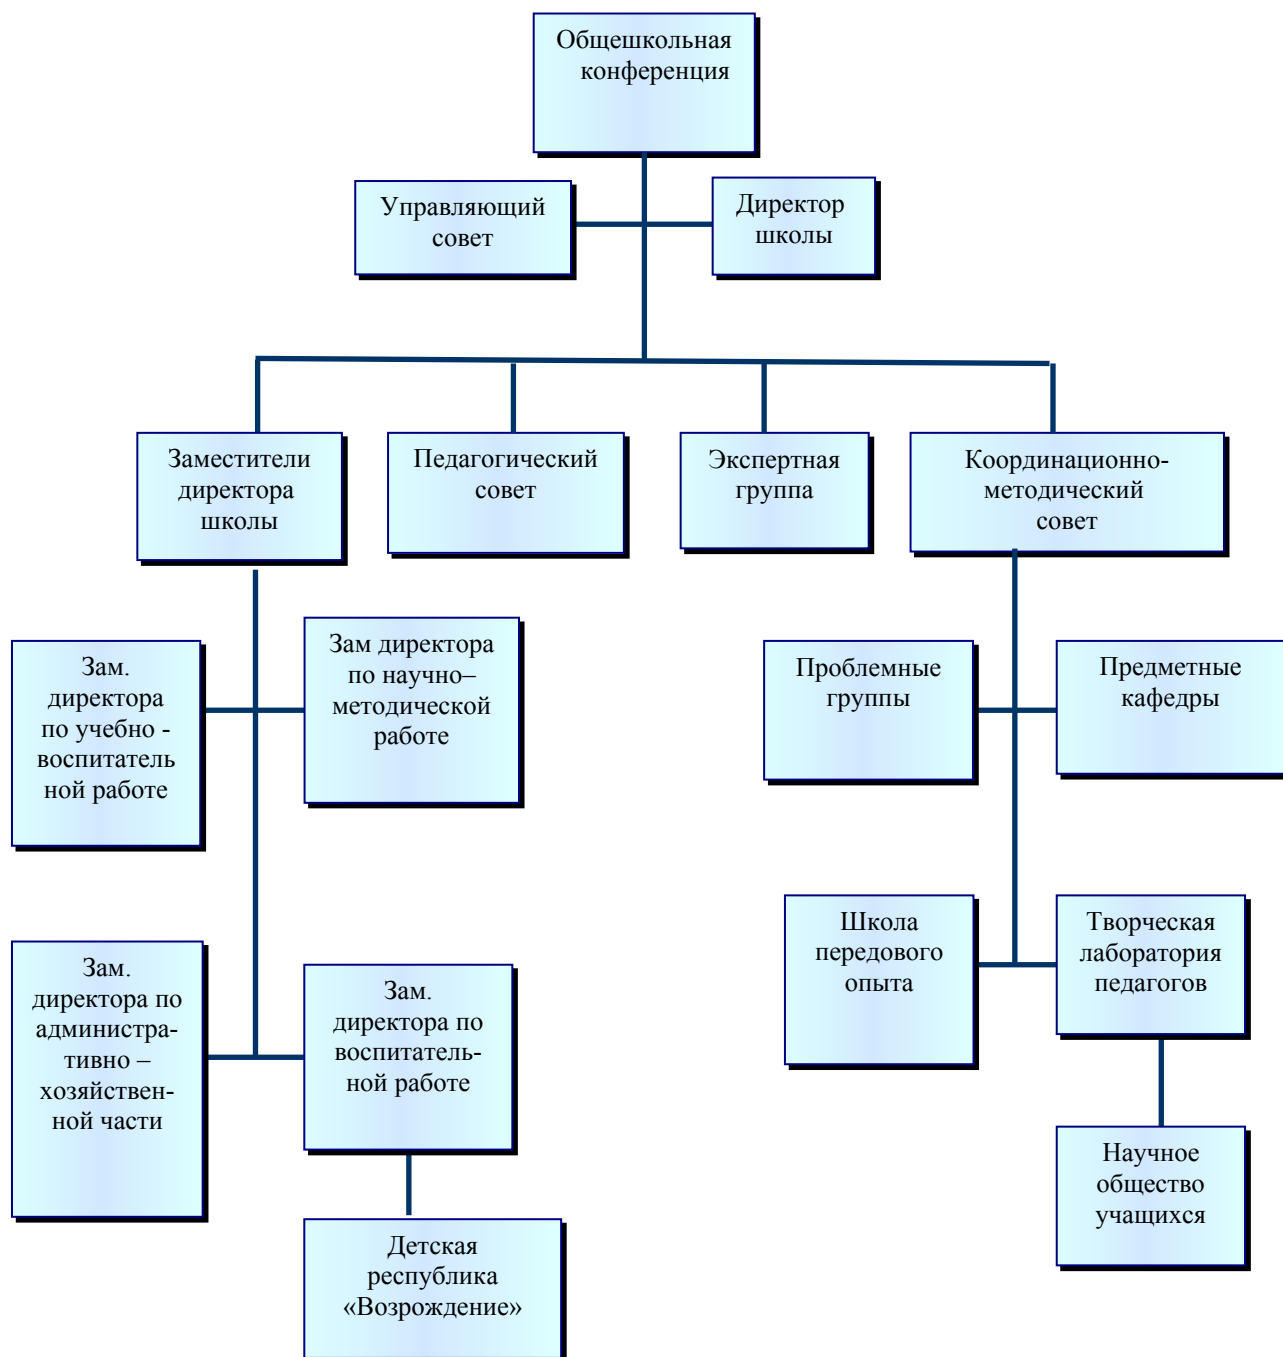 Общешкольная
конференция
Управляющий
совет
Директор
школы
Заместители
директора
школы
Педагогический
совет
Экспертная
группа
Координационно-
методический
совет
Зам.
директора
по учебно -
воспитатель
ной работе
Зам директора
по научно–
методической
работе
Проблемные
группы
Предметные
кафедры
Зам.
директора по
администра-
тивно –
хозяйствен-
ной части
Зам.
директора по
воспитатель-
ной работе
Школа
передового
опыта
Творческая
лаборатория
педагогов
Научное
общество
учащихся
Детская
республика
«Возрождение»